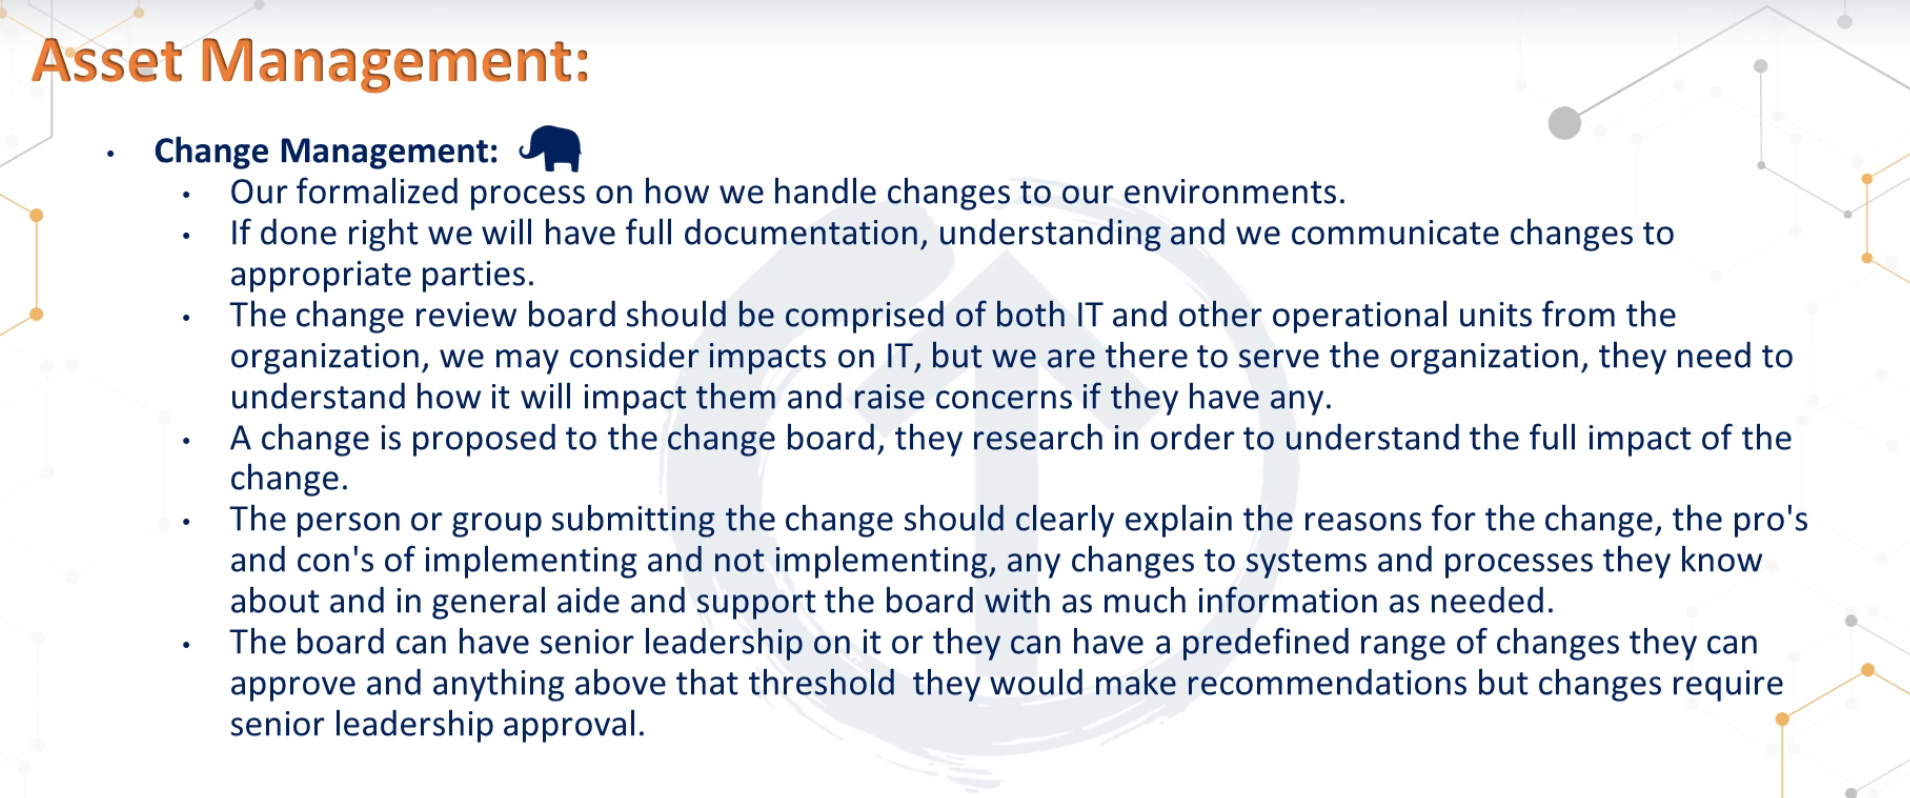 Asset Management:
• Change Management:
• Our formalized process on how we handle changes to our environments.
• If done right we will have full documentation, understanding and we communicate changes to
appropriate parties.
• The change review board should be comprised of both IT and other operational units from the
organization, we may consider impacts on IT, but we are there to serve the organization, they need to
understand how it will impact them and raise concerns if they have any.
• A change is proposed to the change board, they research in order to understand the full impact of the
change.
• The person or group submitting the change should clearly explain the reasons for the change, the pro's
and con's of implementing and not implementing, any changes to systems and processes they know
about and in general aide and support the board with as much information as needed.
• The board can have senior leadership on it or they can have a predefined range of changes they can
approve and anything above that threshold  they would make recommendations but changes require
senior leadership approval.